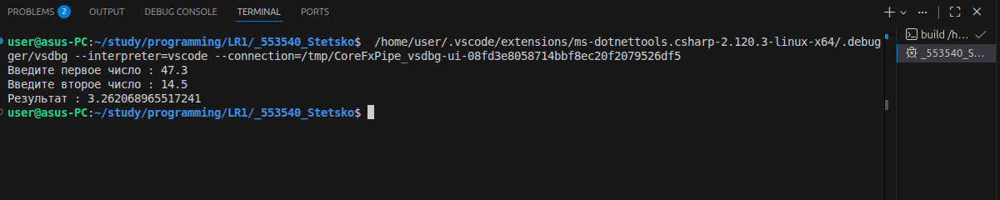 PROBLEMS 2 OUTPUT DEBUG CONSOLE TERMINAL PORTS
user@asus-PC:~/study/programming/LR1/_553540_Stetsko$  /home/user/.vscode/extensions/ms-dotnettools.csharp-2.120.3-linux-x64/.debug
ger/vsdbg --interpreter=vscode --connection=/tmp/CoreFxPipe_vsdbg-ui-08fd3e8058714bbf8ec20f2079526df5
Введите первое число : 47.3
Введите второе число : 14.5
Результат : 3.262068965517241
user@asus-PC:~/study/programming/LR1/_553540_Stetsko$
build /h...
_553540_S...